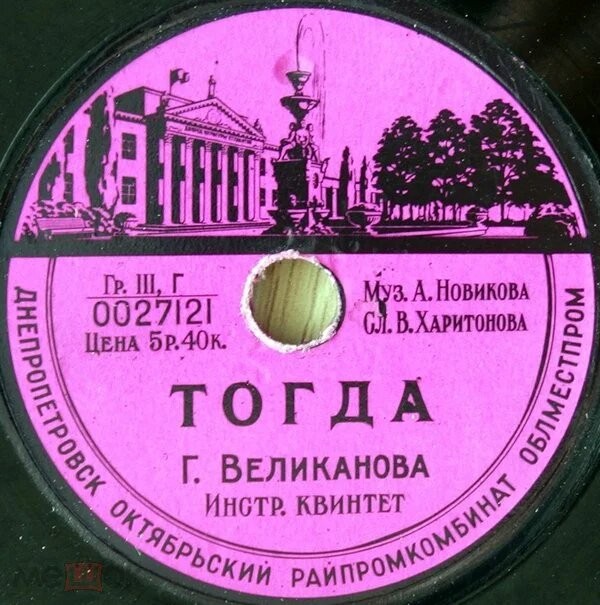 Гр. III, Г
0027121
Цена 5р. 40к.
Муз. А. Новикова
Сл. В. Харитонова
ТОГДА
Г. Великанова
Инстр. квинтет
ДНЕПРОПЕТРОВСК ОКТЯБРЬСКИЙ РАЙПРОМКОМБИНАТ ОБЛМЕСТПРОМ